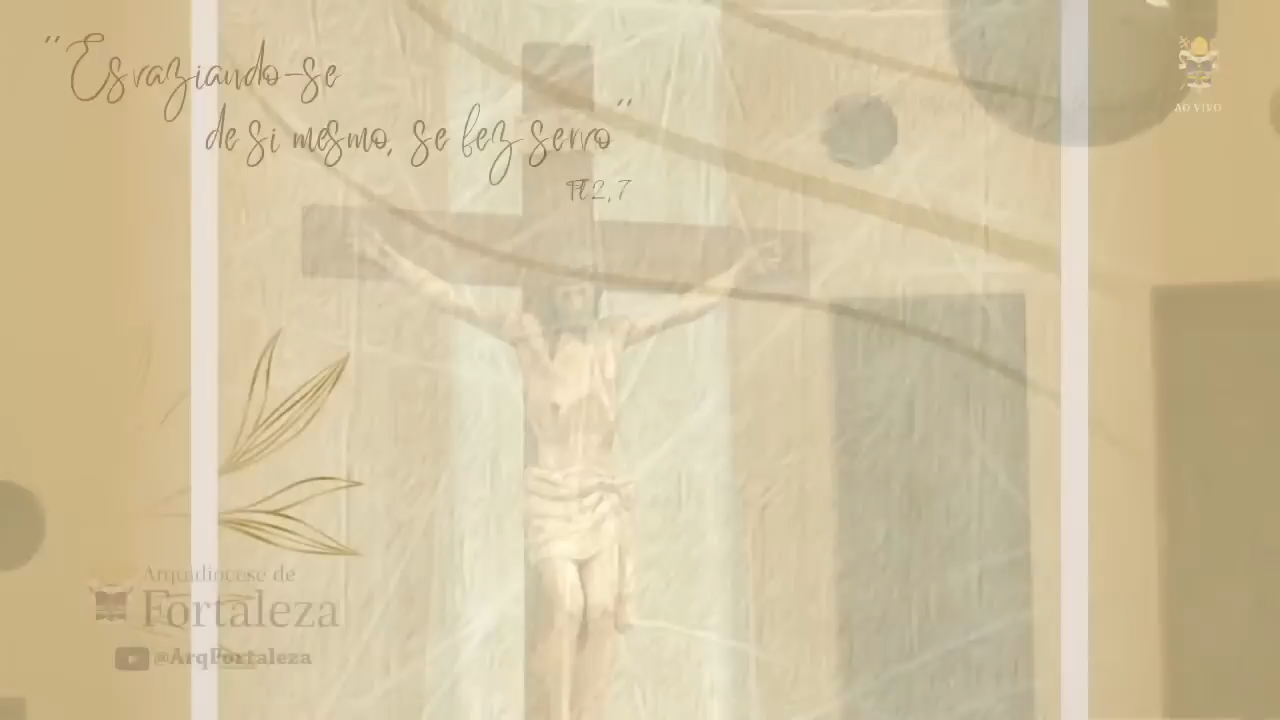 "Esvaziando-se
de si mesmo, se fez servo"
Fl 2,7
AO VIVO
Arquidiocese de
Fortaleza
@ArqFortaleza